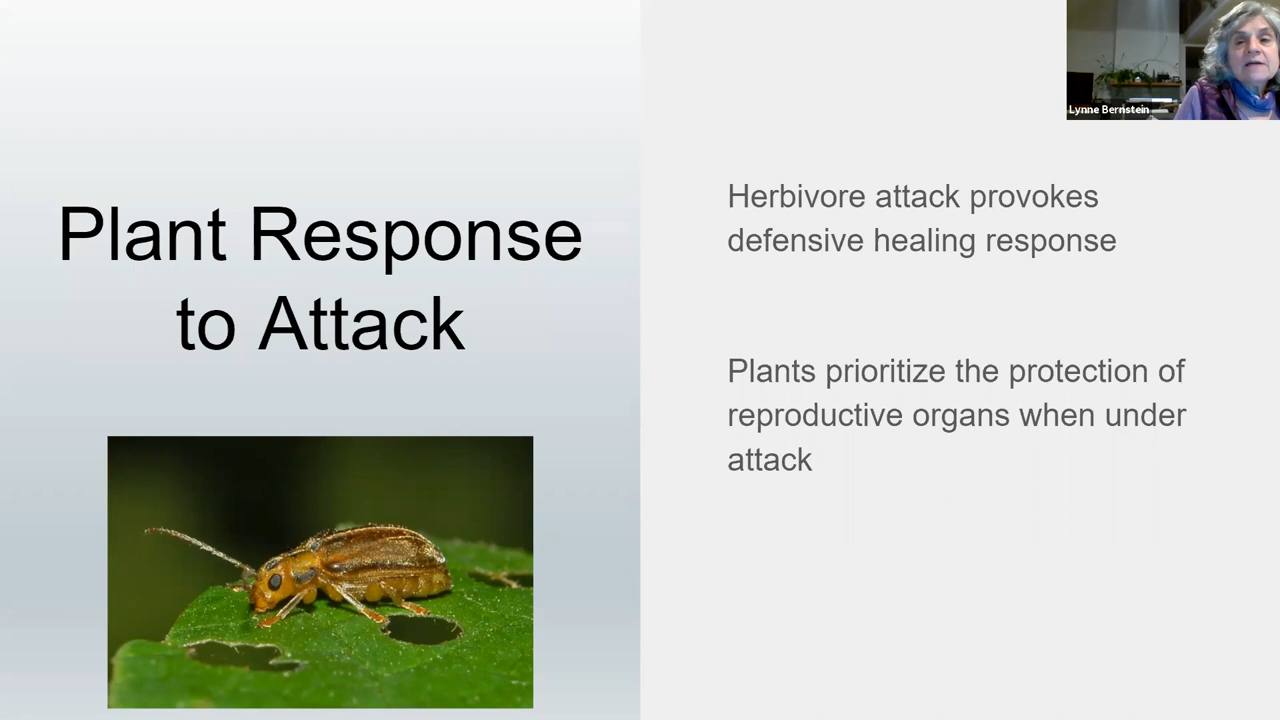 Plant Response
to Attack
Lynne Bernstein
Herbivore attack provokes
defensive healing response
Plants prioritize the protection of
reproductive organs when under
attack